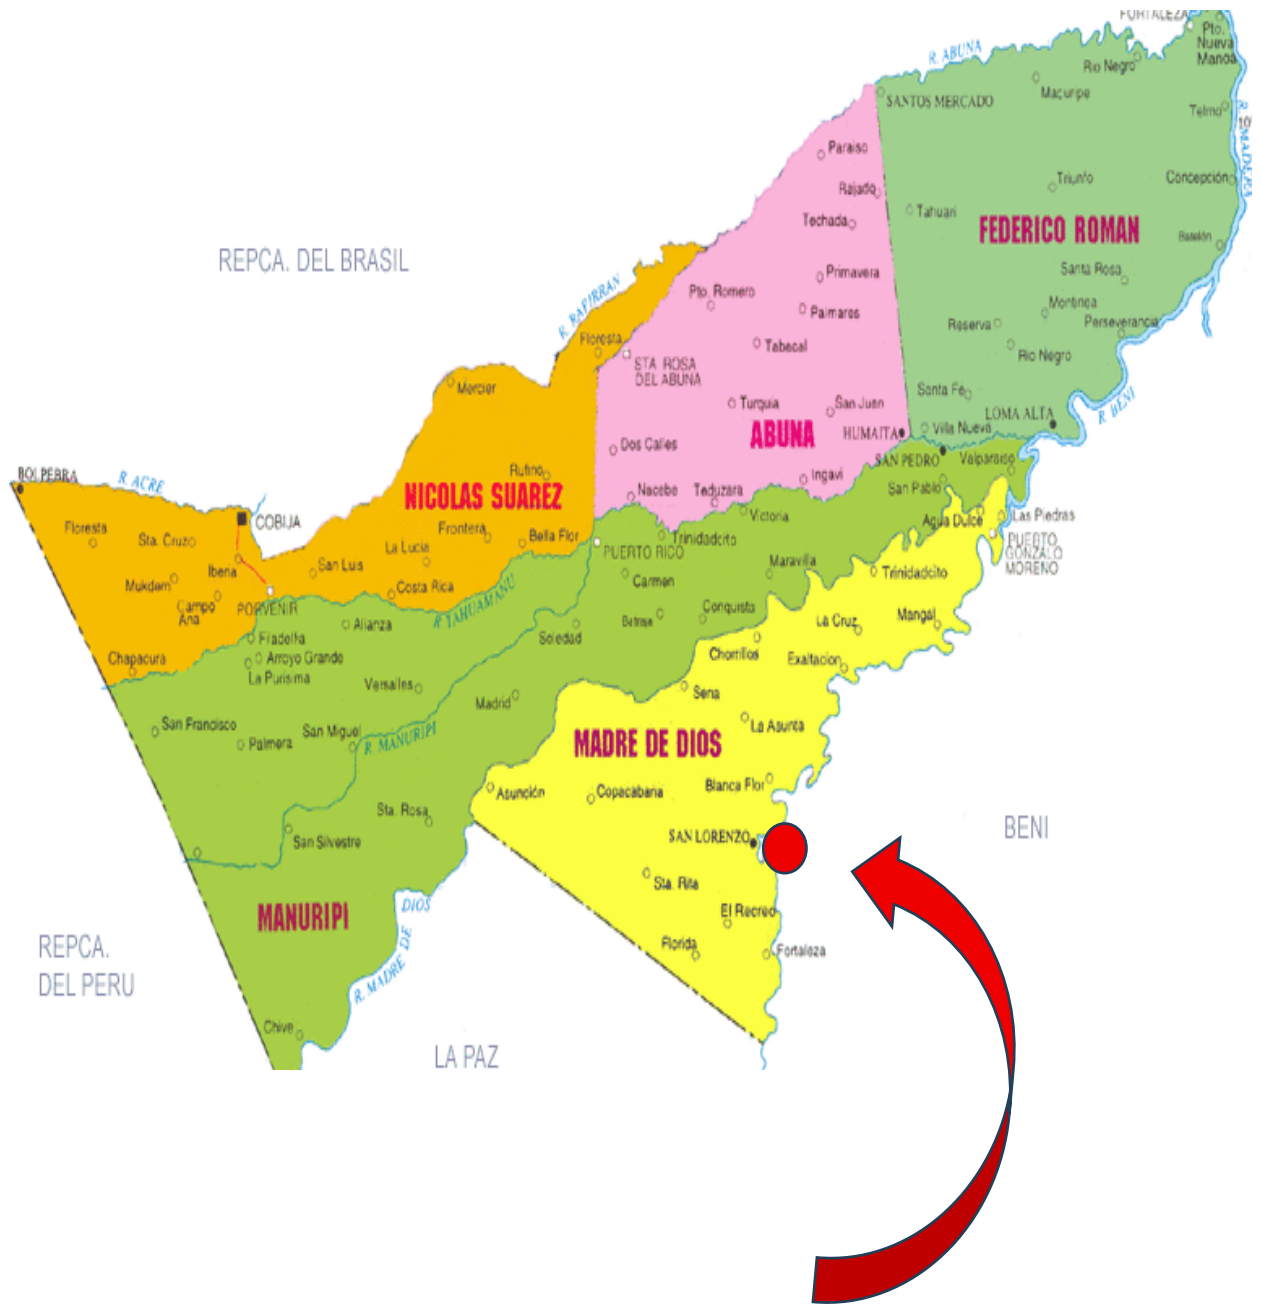 FORTALEZA
Pto.
Nueva
Manoa
R. ABUNA
Rio Negro
Macuripe
SANTOS MERCADO
Telmo
R. MADERA
10°
Paraiso
Triunfo
Concepción
Rajado
Tahuari
Techada
FEDERICO ROMAN
REPCA. DEL BRASIL
Primavera
Santa Rosa
R. RAPIRRAN
Pto. Romero
Palmares
Montinea
Reserva
Perseverancia
Floresta
Tabacal
Rio Negro
STA ROSA
DEL ABUNA
Mercier
Santa Fé
R. BENI
Turquia
San Juan
LOMA ALTA
ABUNA
HUMAITA
Villa Nueva
Dos Calles
SAN PEDRO
Valparaiso
BOLPEBRA
R. ACRE
Rufino
Ingavi
NICOLAS SUAREZ
Nacebe
Teduzara
San Pablo
Victoria
Agua Dulce
Las Piedras
COBIJA
Floresta
Sta. Cruz
Frontera
Bella Flor
Trinidadcito
PUERTO
GONZALO
MORENO
La Lucia
PUERTO RICO
Ibena
San Luis
Maravilla
Trinidadcito
Mukdem
Costa Rica
Carmen
R. TAHUAMANU
Campo
Ana
PORVENIR
Conquista
Mangal
Alianza
La Cruz
Filadelfia
Soledad
Chorrillos
Exaltacion
Chapacura
Arroyo Grande
La Purisima
Versalles
Madrid
Sena
San Francisco
San Miguel
La Asunta
Palmera
R. MANURIPI
MADRE DE DIOS
Asunción
Copacabana
Blanca Flor
Sta. Rosa
BENI
San Silvestre
SAN LORENZO
Sta. Rita
MANURIPI
DIOS
El Recreo
REPCA.
DEL PERU
R. MADRE DE
Florida
Fortaleza
Chive
LA PAZ